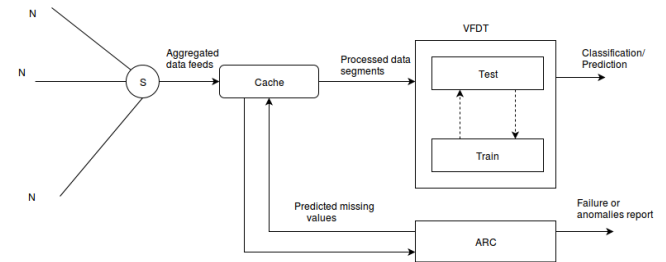 N
N
N
S
Aggregated
data feeds
Cache
Processed data
segments
VFDT
Test
Train
Classification/
Prediction
Predicted missing
values
ARC
Failure or
anomalies report